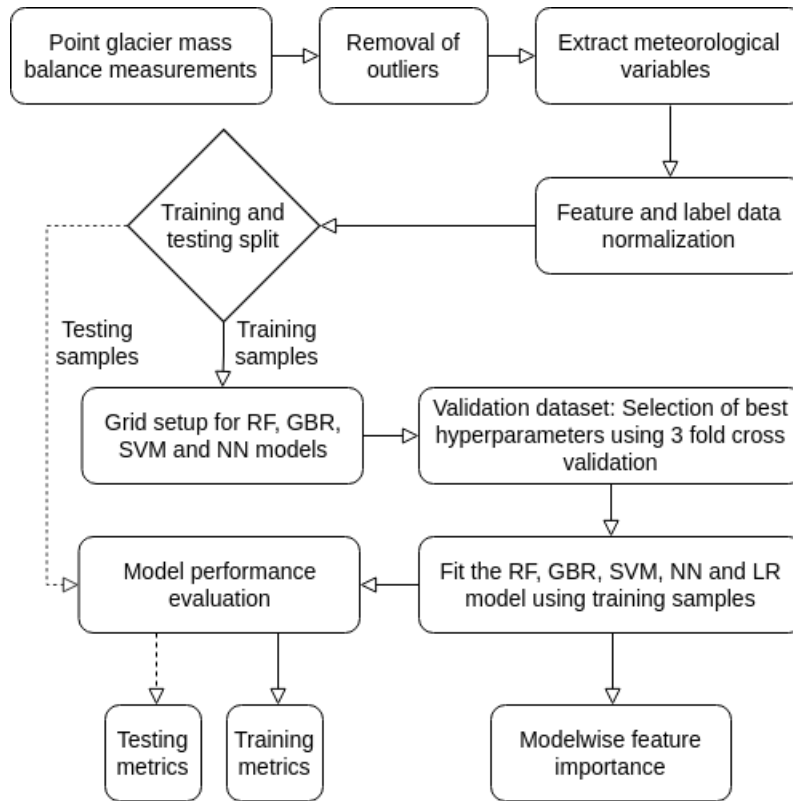 Point glacier mass
balance measurements
Removal of
outliers
Extract meteorological
variables
Feature and label data
normalization
Training and
testing split
Testing
samples
Training
samples
Grid setup for RF, GBR,
SVM and NN models
Validation dataset: Selection of best
hyperparameters using 3 fold cross
validation
Fit the RF, GBR, SVM, NN and LR
model using training samples
Model performance
evaluation
Testing
metrics
Training
metrics
Modelwise feature
importance